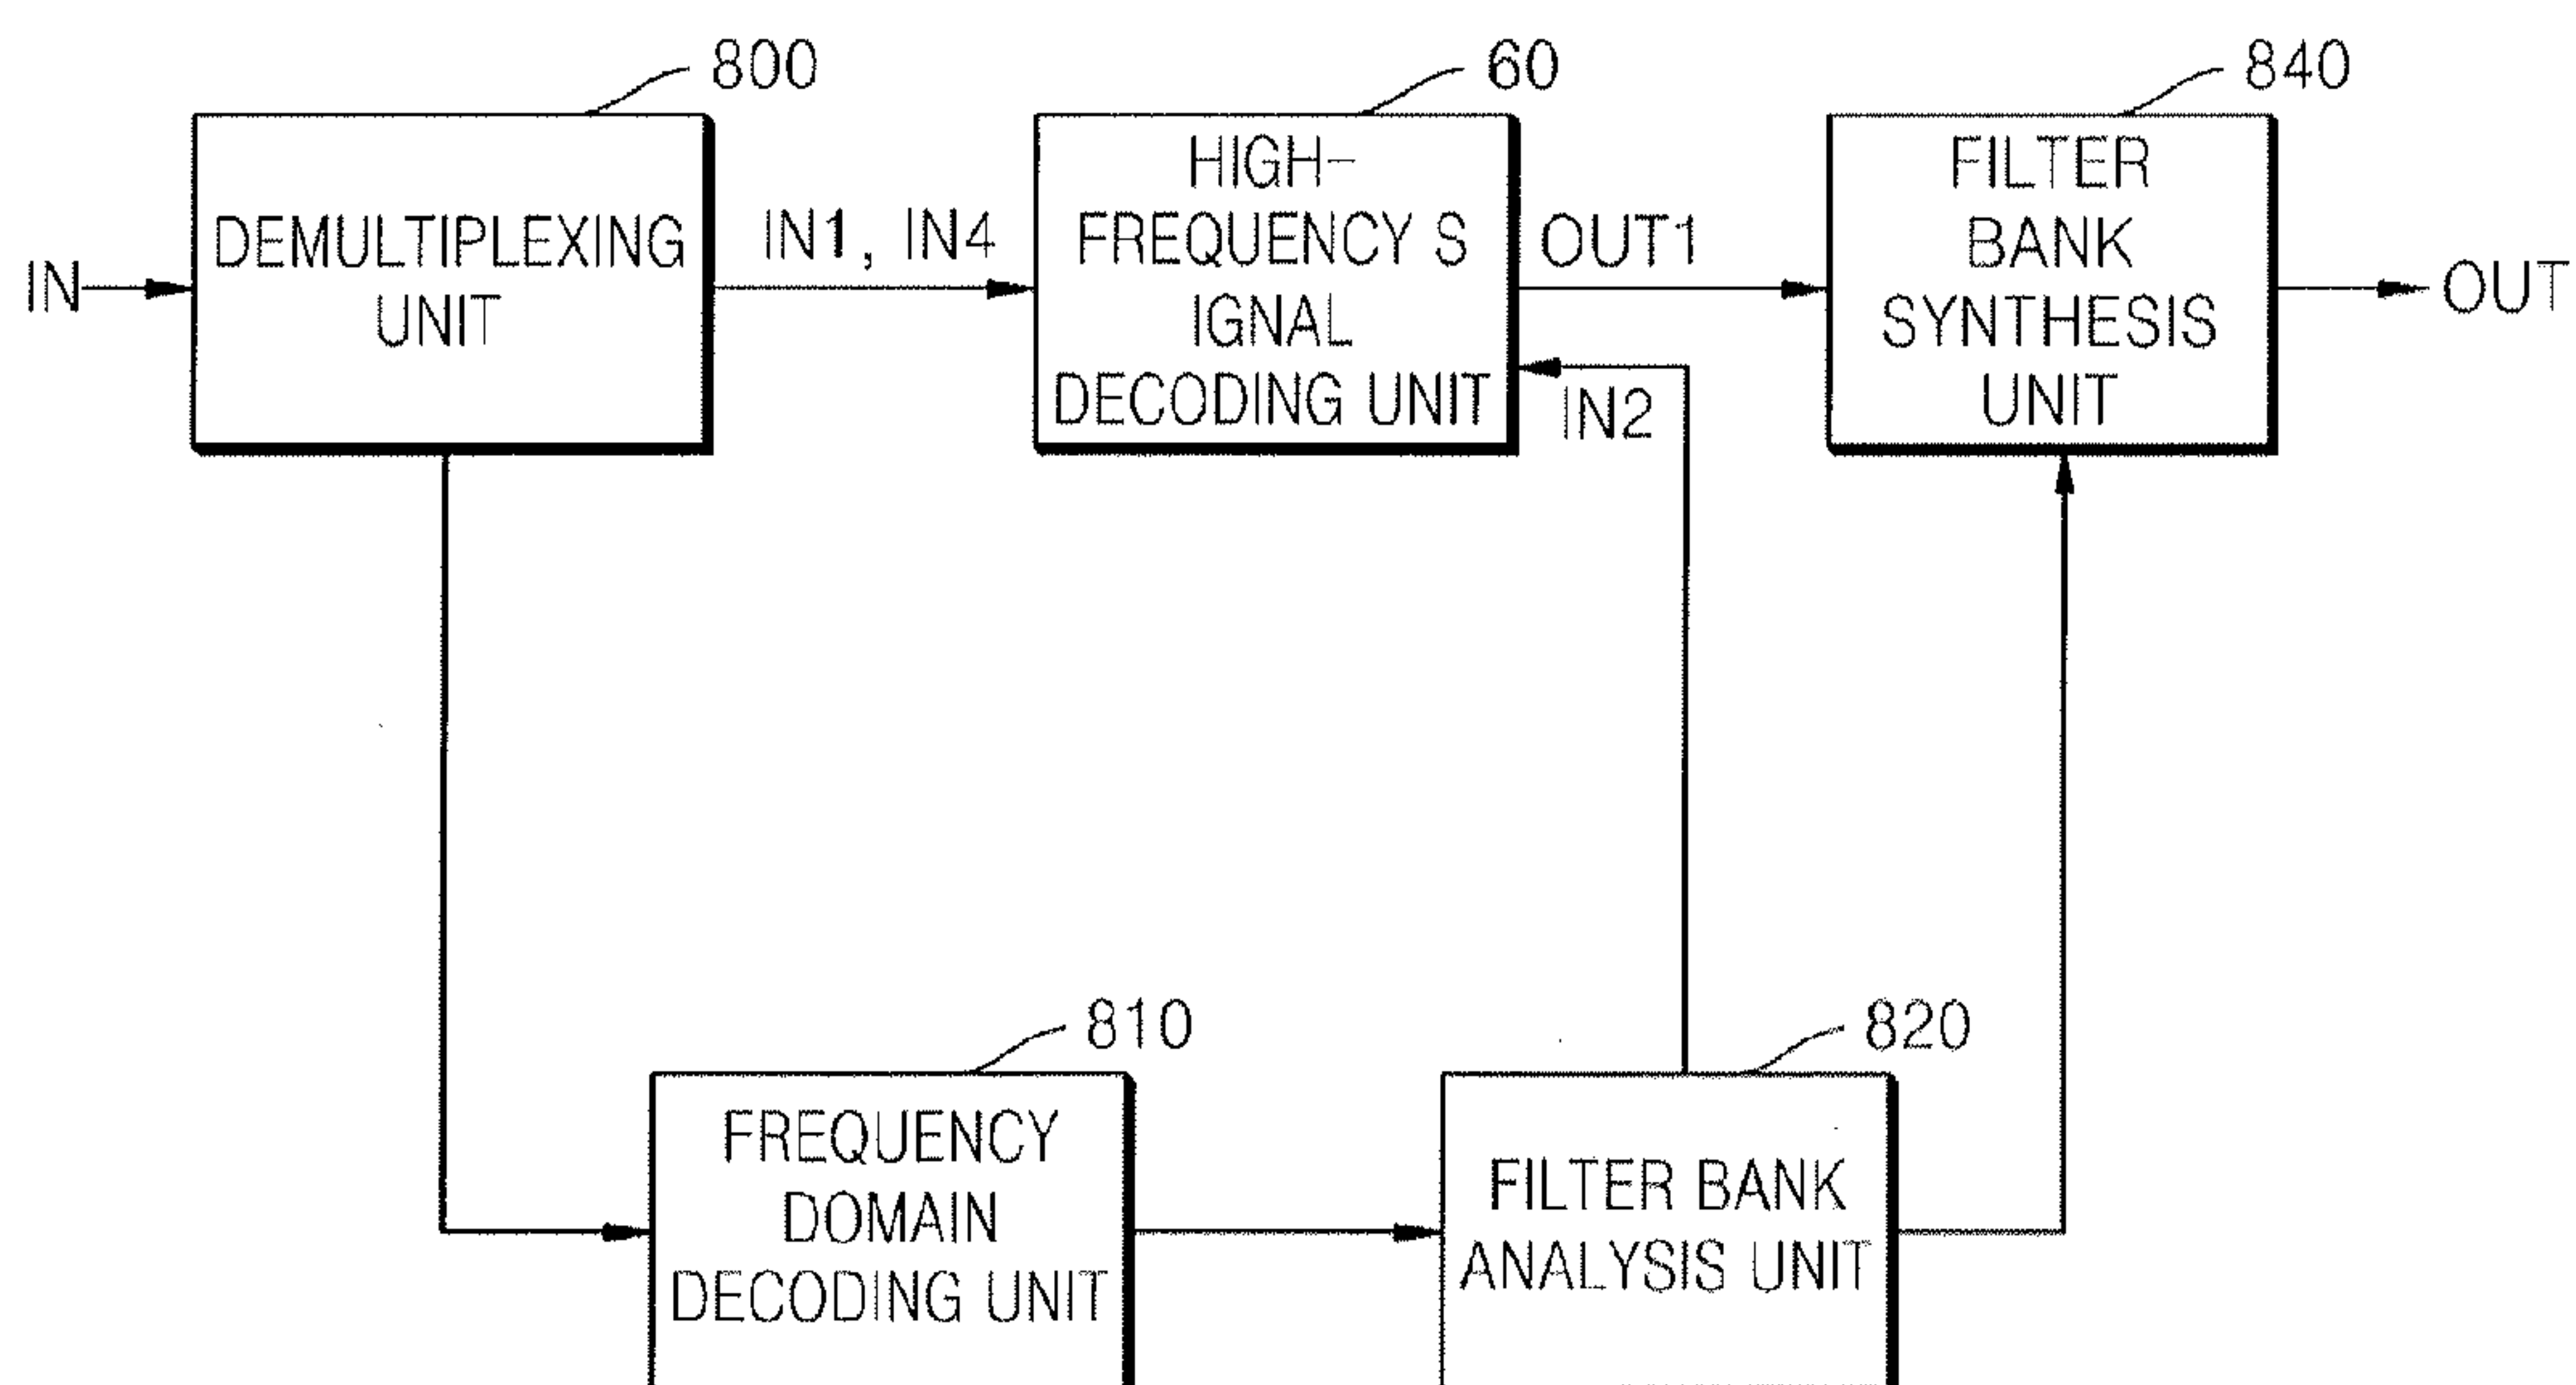 800
60
840
IN
DEMULTIPLEXING
UNIT
IN1, IN4
HIGH-
FREQUENCY S
IGNAL
DECODING UNIT
OUT1
IN2
FILTER
BANK
SYNTHESIS
UNIT
OUT
810
820
FREQUENCY
DOMAIN
DECODING UNIT
FILTER BANK
ANALYSIS UNIT